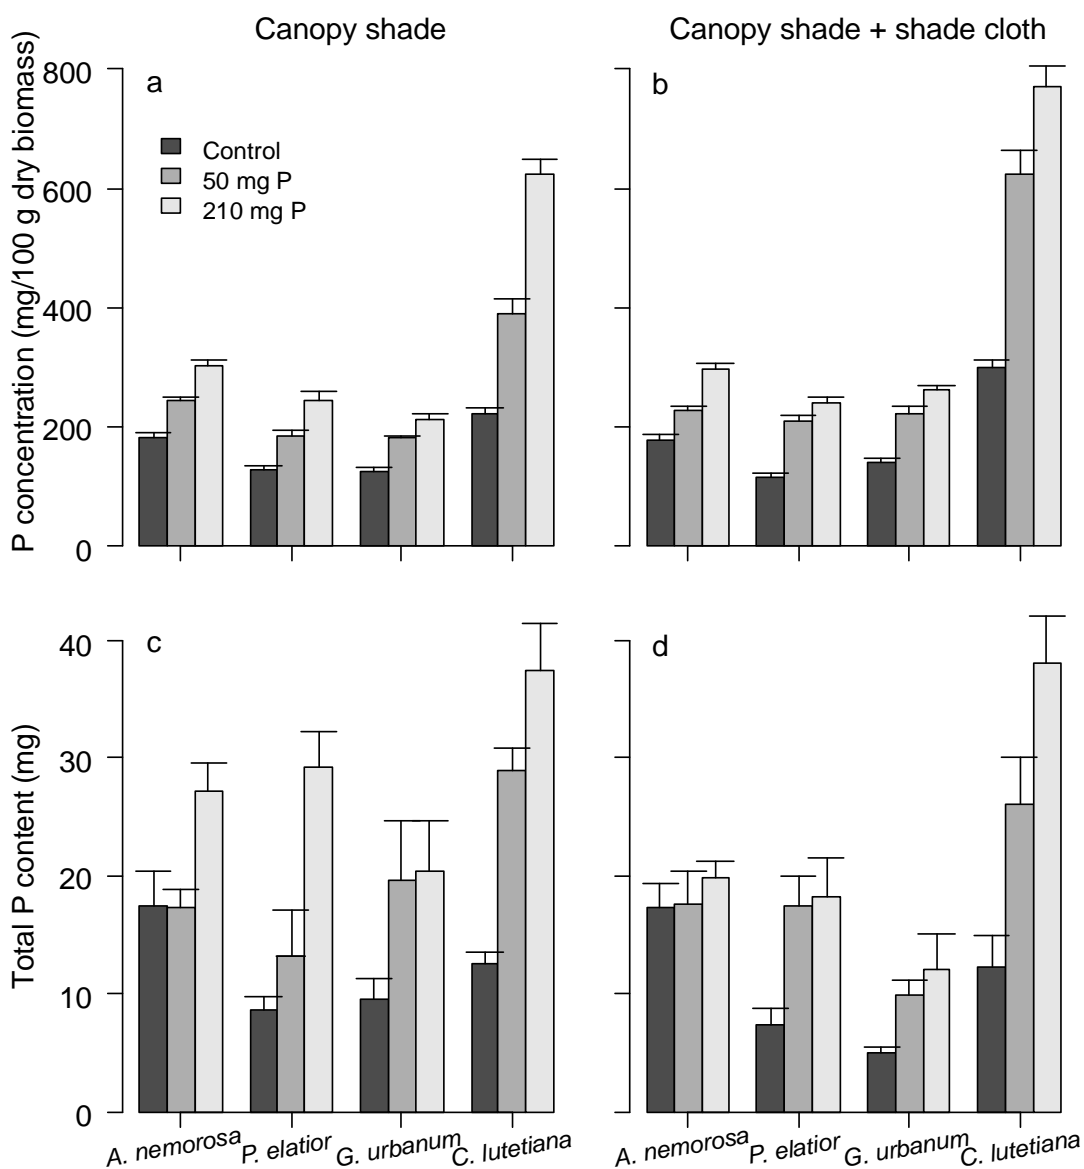 Canopy shade
Canopy shade + shade cloth
P concentration (mg/100 g dry biomass)
800
600
400
200
0
a
Control
50 mg P
210 mg P
b
Total P content (mg)
40
30
20
10
0
c
d
A. nemorosa
P. elatior
G. urbanum
C. lutetiana
A. nemorosa
P. elatior
G. urbanum
C. lutetiana